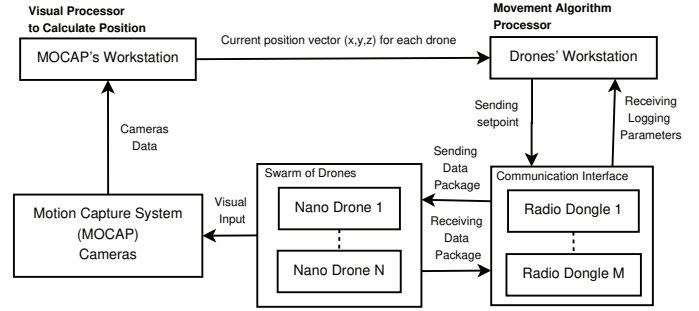 Visual Processor
to Calculate Position
Movement Algorithm
Processor
MOCAP's Workstation
Current position vector (x,y,z) for each drone
Drones' Workstation
Cameras
Data
Sending
setpoint
Receiving
Logging
Parameters
Motion Capture System
(MOCAP)
Cameras
Visual
Input
Swarm of Drones
Nano Drone 1
Nano Drone N
Sending
Data
Package
Receiving
Data
Package
Communication Interface
Radio Dongle 1
Radio Dongle M